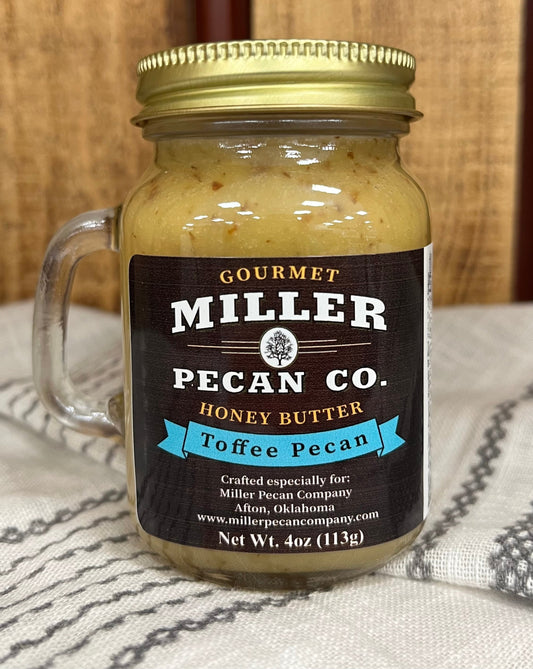 GOURMET
MILLER
PECAN CO.
HONEY BUTTER
Toffee Pecan
Crafted especially for:
Miller Pecan Company
Afton, Oklahoma
www.millerpecancompany.com
Net Wt. 4oz (113g)